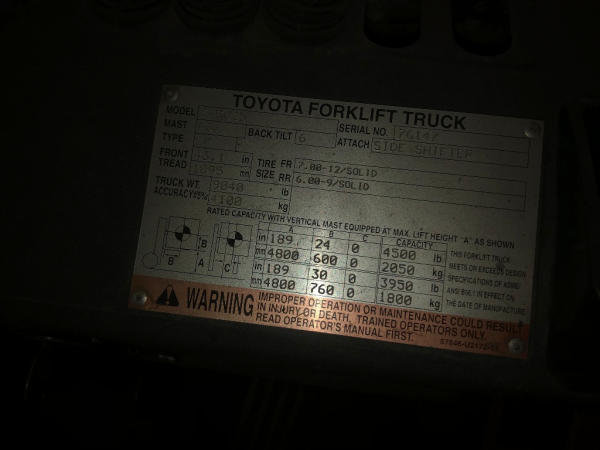 TOYOTA FORKLIFT TRUCK
MODEL SERIAL NO. 76147
MAST BACK TILT 6 ATTACH SIDE SHIFTER
TYPE
FRONT TREAD in TIRE SIZE FR 7.00-12/SOLID
1095 mm RR 6.00-9/SOLID
TRUCK WT. 9040 lb
ACCURACY±5% 4100 kg
RATED CAPACITY WITH VERTICAL MAST EQUIPPED AT MAX. LIFT HEIGHT "A" AS SHOWN
A B C CAPACITY
in 189 24 0 4500 lb THIS FORKLIFT TRUCK
mm 4800 600 0 2050 kg MEETS OR EXCEEDS DESIGN
in 189 30 0 3950 lb SPECIFICATIONS OF ASME/
mm 4800 760 0 1800 kg ANSI B56.1 IN EFFECT ON
THE DATE OF MANUFACTURE
B A B C
WARNING
IMPROPER OPERATION OR MAINTENANCE COULD RESULT
IN INJURY OR DEATH. TRAINED OPERATORS ONLY.
READ OPERATOR'S MANUAL FIRST.